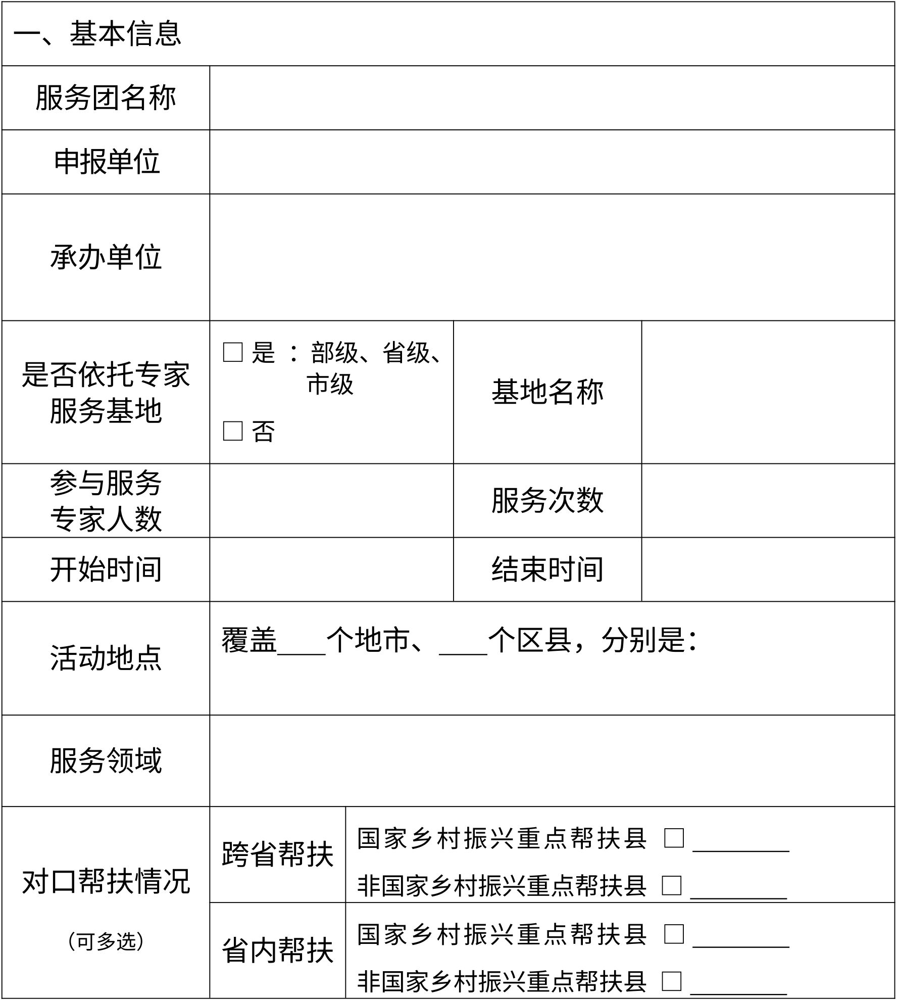 一、基本信息
服务团名称
申报单位
承办单位
是否依托专家
服务基地
□ 是 ：部级、省级、
市级
□ 否
基地名称
参与服务
专家人数
服务次数
开始时间
结束时间
活动地点
覆盖___个地市、___个区县，分别是：
服务领域
对口帮扶情况
（可多选）
跨省帮扶
国家乡村振兴重点帮扶县 □ ________
非国家乡村振兴重点帮扶县 □ ________
省内帮扶
国家乡村振兴重点帮扶县 □ ________
非国家乡村振兴重点帮扶县 □ ________